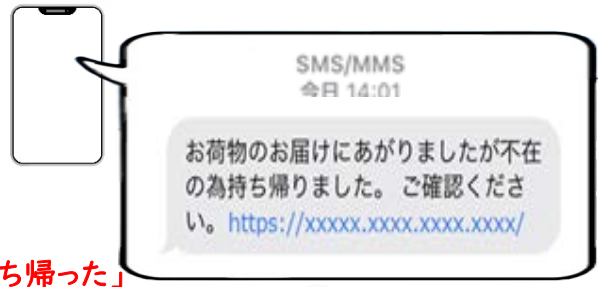 SMS/MMS
今日 14:01
お荷物のお届けにあがりましたが不在
の為持ち帰りました。ご確認くださ
い。https://xxxxx.xxxx.xxxx.xxxx/
ち帰った」